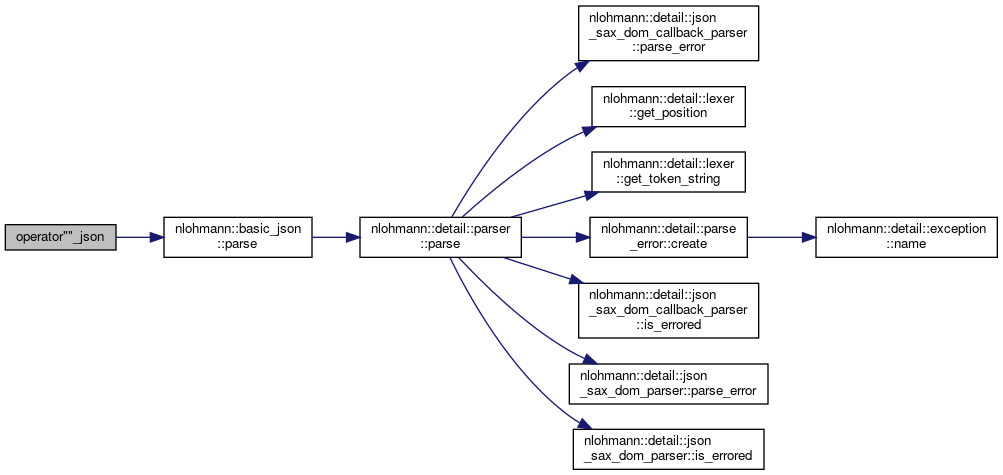 operator""_json
nlohmann::basic_json
::parse
nlohmann::detail::parser
::parse
nlohmann::detail::json
_sax_dom_callback_parser
::parse_error
nlohmann::detail::lexer
::get_position
nlohmann::detail::lexer
::get_token_string
nlohmann::detail::parse
_error::create
nlohmann::detail::exception
::name
nlohmann::detail::json
_sax_dom_callback_parser
::is_errored
nlohmann::detail::json
_sax_dom_parser::parse_error
nlohmann::detail::json
_sax_dom_parser::is_errored